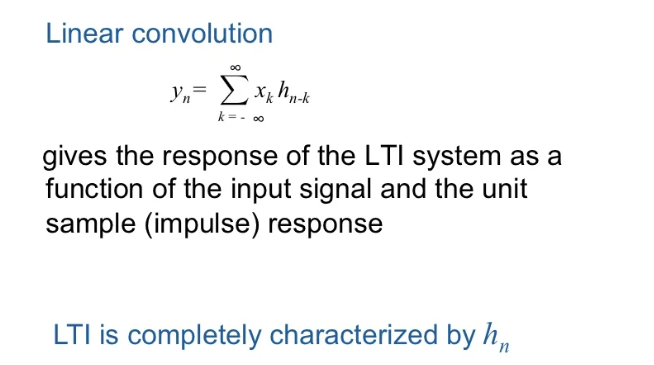 Linear convolution
∞
yₙ= ∑ xₖ hₙ₋ₖ
k = - ∞
gives the response of the LTI system as a
function of the input signal and the unit
sample (impulse) response
LTI is completely characterized by hₙ